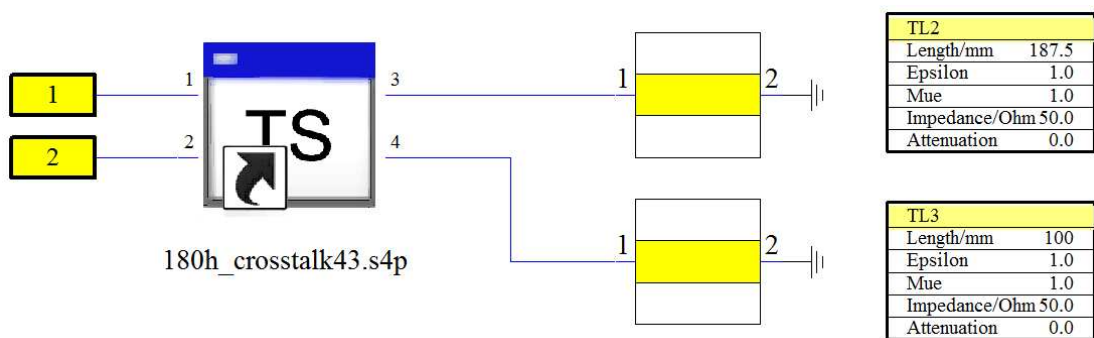 1
2
1
2
3
4
TS
180h_crosstalk43.s4p
1
2
1
2
TL2
Length/mm 187.5
Epsilon 1.0
Mue 1.0
Impedance/Ohm 50.0
Attenuation 0.0
TL3
Length/mm 100
Epsilon 1.0
Mue 1.0
Impedance/Ohm 50.0
Attenuation 0.0